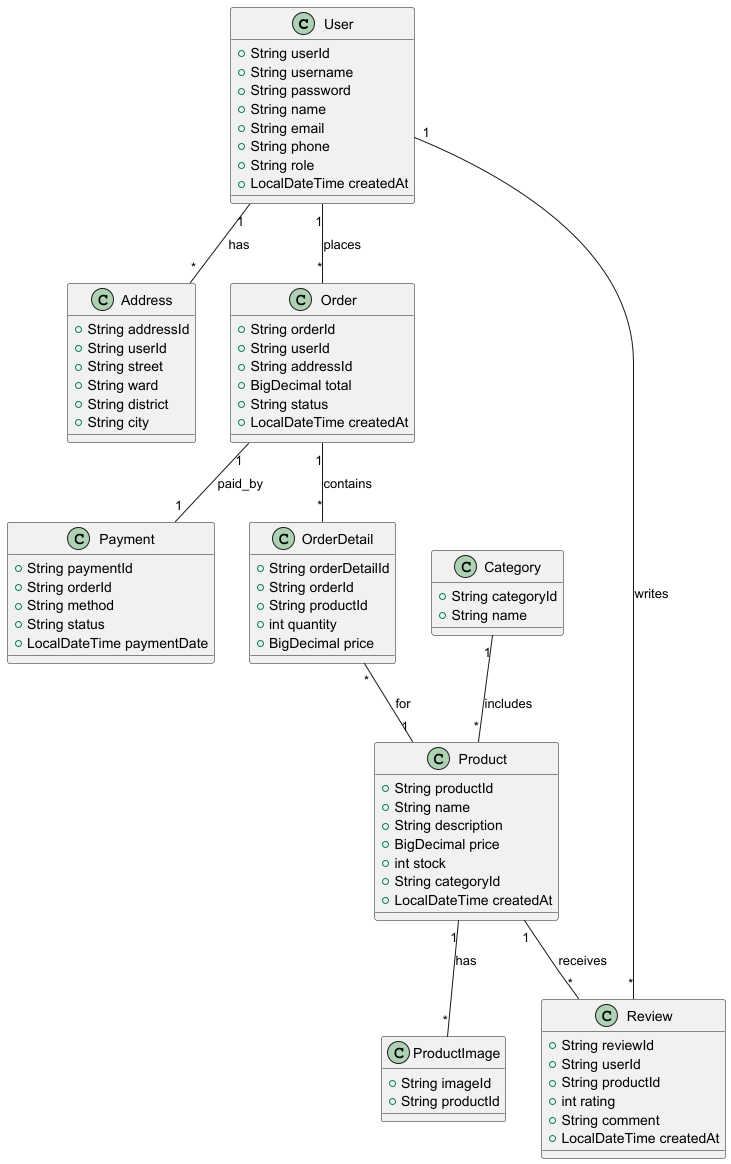 C User
String userId
String username
String password
String name
String email
String phone
String role
LocalDateTime createdAt
1
1
1
has
places
writes
*
*
C Address
String addressId
String userId
String street
String ward
String district
String city
C Order
String orderId
String userId
String addressId
BigDecimal total
String status
LocalDateTime createdAt
1
1
paid_by
contains
1
*
C Payment
String paymentId
String orderId
String method
String status
LocalDateTime paymentDate
C OrderDetail
String orderDetailId
String orderId
String productId
int quantity
BigDecimal price
C Category
String categoryId
String name
*
1
for
includes
1
*
C Product
String productId
String name
String description
BigDecimal price
int stock
String categoryId
LocalDateTime createdAt
1
1
has
receives
*
*
*
C ProductImage
String imageId
String productId
C Review
String reviewId
String userId
String productId
int rating
String comment
LocalDateTime createdAt